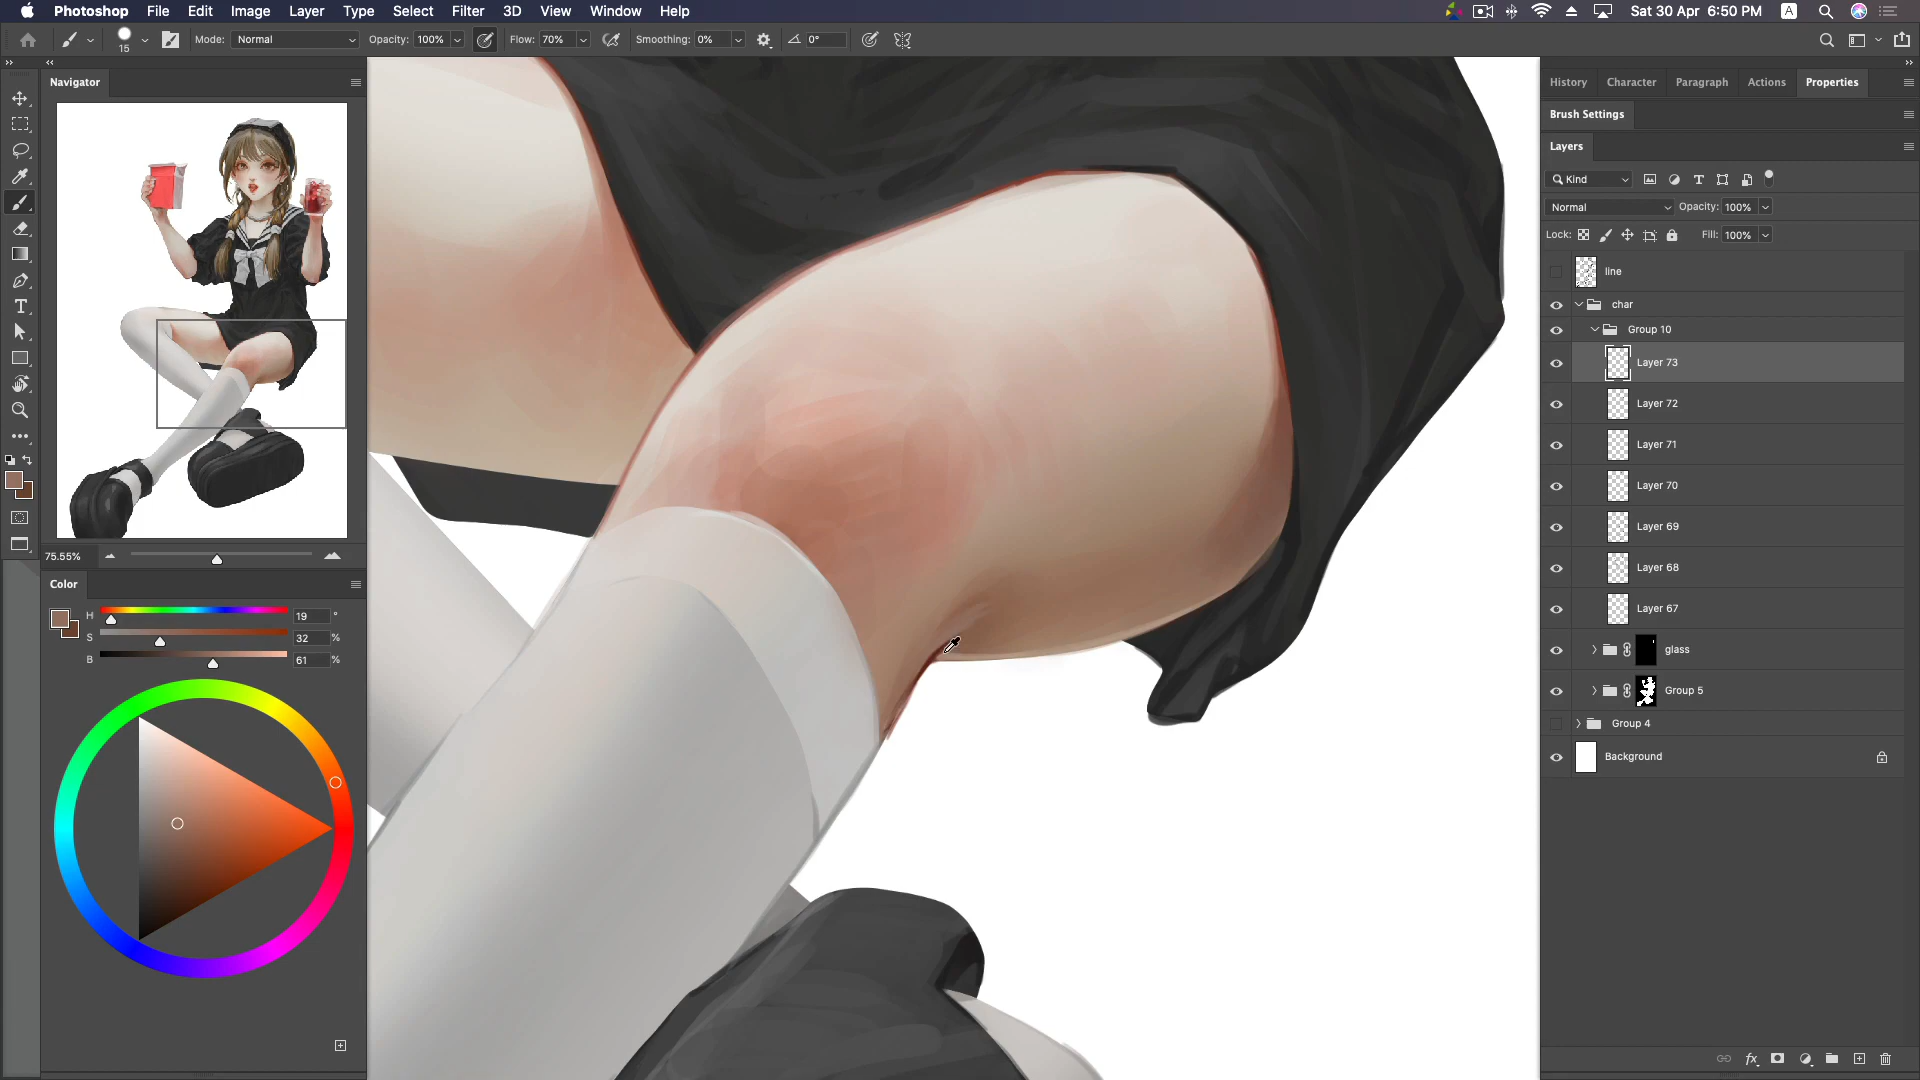 Photoshop File Edit Image Layer Type Select Filter 3D View Window Help Sat 30 Apr 6:50 PM A
15 Mode: Normal Opacity: 100% Flow: 70% Smoothing: 0% 0°
Navigator
75.55%
Color
H 19 °
S 32 %
B 61 %
History Character Paragraph Actions Properties
Brush Settings
Layers
Kind
Normal Opacity: 100%
Lock: Fill: 100%
line
char
Group 10
Layer 73
Layer 72
Layer 71
Layer 70
Layer 69
Layer 68
Layer 67
glass
Group 5
Group 4
Background
fx